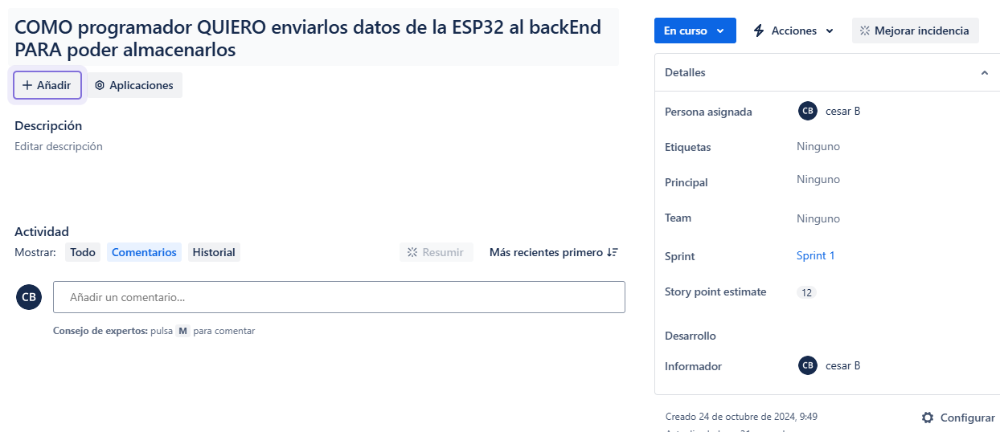 COMO programador QUIERO enviarlos datos de la ESP32 al backEnd
PARA poder almacenarlos
Añadir
Aplicaciones
Descripción
Editar descripción
Actividad
Mostrar: Todo Comentarios Historial
Resumir
Más recientes primero
CB
Añadir un comentario...
Consejo de expertos: pulsa M para comentar
En curso
Acciones
Mejorar incidencia
Detalles
Persona asignada CB cesar B
Etiquetas Ninguno
Principal Ninguno
Team Ninguno
Sprint Sprint 1
Story point estimate 12
Desarrollo
Informador CB cesar B
Creado 24 de octubre de 2024, 9:49
Configurar